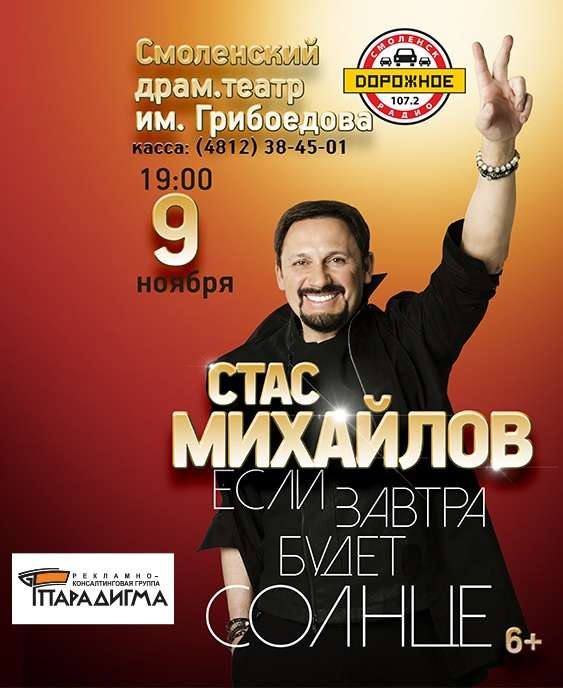 Смоленский
драм.театр
им. Грибоедова
касса: (4812) 38-45-01
СМОЛЕНСК
ДОРОЖНОЕ
107.2
РАДИО
19:00
9
ноября
СТАС
МИХАЙЛОВ
ЕСЛИ ЗАВТРА
БУДЕТ
СОЛНЦЕ
РЕКЛАМНО-
КОНСАЛТИНГОВАЯ ГРУППА
ПАРАДИГМА
6+